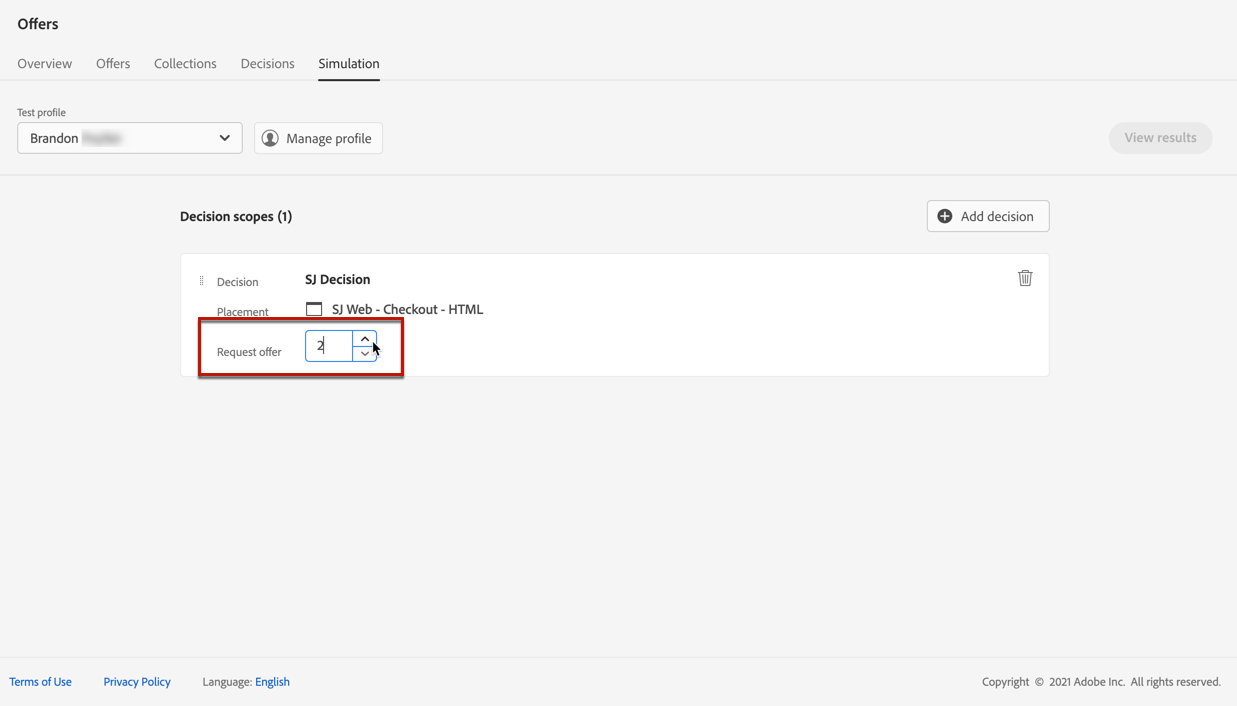 Offers
Overview Offers Collections Decisions Simulation
Test profile
Brandon
Manage profile
View results
Decision scopes (1)
Add decision
Decision SJ Decision
Placement SJ Web - Checkout - HTML
Request offer 2
Terms of Use Privacy Policy Language: English Copyright © 2021 Adobe Inc. All rights reserved.